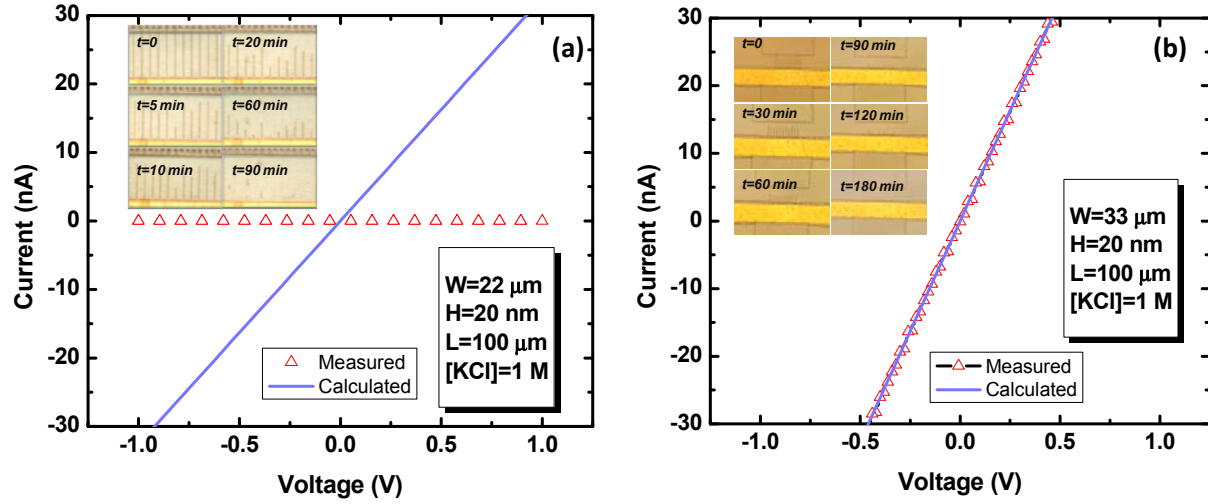 (a)
t=0
t=20 min
t=5 min
t=60 min
t=10 min
t=90 min
30
20
10
0
-10
-20
-30
Current (nA)
W=22 μm
H=20 nm
L=100 μm
[KCl]=1 M
Measured
Calculated
-1.0 -0.5 0.0 0.5 1.0
Voltage (V)
(b)
t=0
t=90 min
t=30 min
t=120 min
t=60 min
t=180 min
30
20
10
0
-10
-20
-30
Current (nA)
W=33 μm
H=20 nm
L=100 μm
[KCl]=1 M
Measured
Calculated
-1.0 -0.5 0.0 0.5 1.0
Voltage (V)